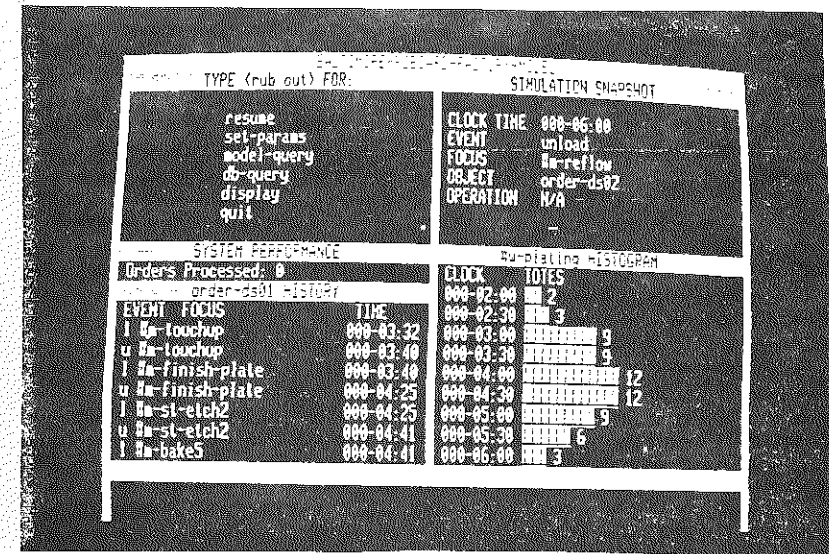 TYPE (rub out) FOR:
resume
set-params
model-query
db-query
display
quit
SIMULATION SNAPSHOT
CLOCK TIME 000-06:00
EVENT unload
FOCUS #m-reflow
OBJECT order-ds02
OPERATION N/A
SYSTEM PERFORMANCE
Orders Processed: 0
order-ds01 HISTORY
EVENT FOCUS TIME
l #m-touchup 000-03:32
u #m-touchup 000-03:40
l #m-finish-plate 000-03:40
u #m-finish-plate 000-04:25
l #m-sl-etch2 000-04:25
u #m-sl-etch2 000-04:41
l #m-bake5 000-04:41
#w-plating HISTOGRAM
CLOCK TOTES
000-02:00 2
000-02:30 3
000-03:00 9
000-03:30 9
000-04:00 12
000-04:30 12
000-05:00 9
000-05:30 6
000-06:00 3